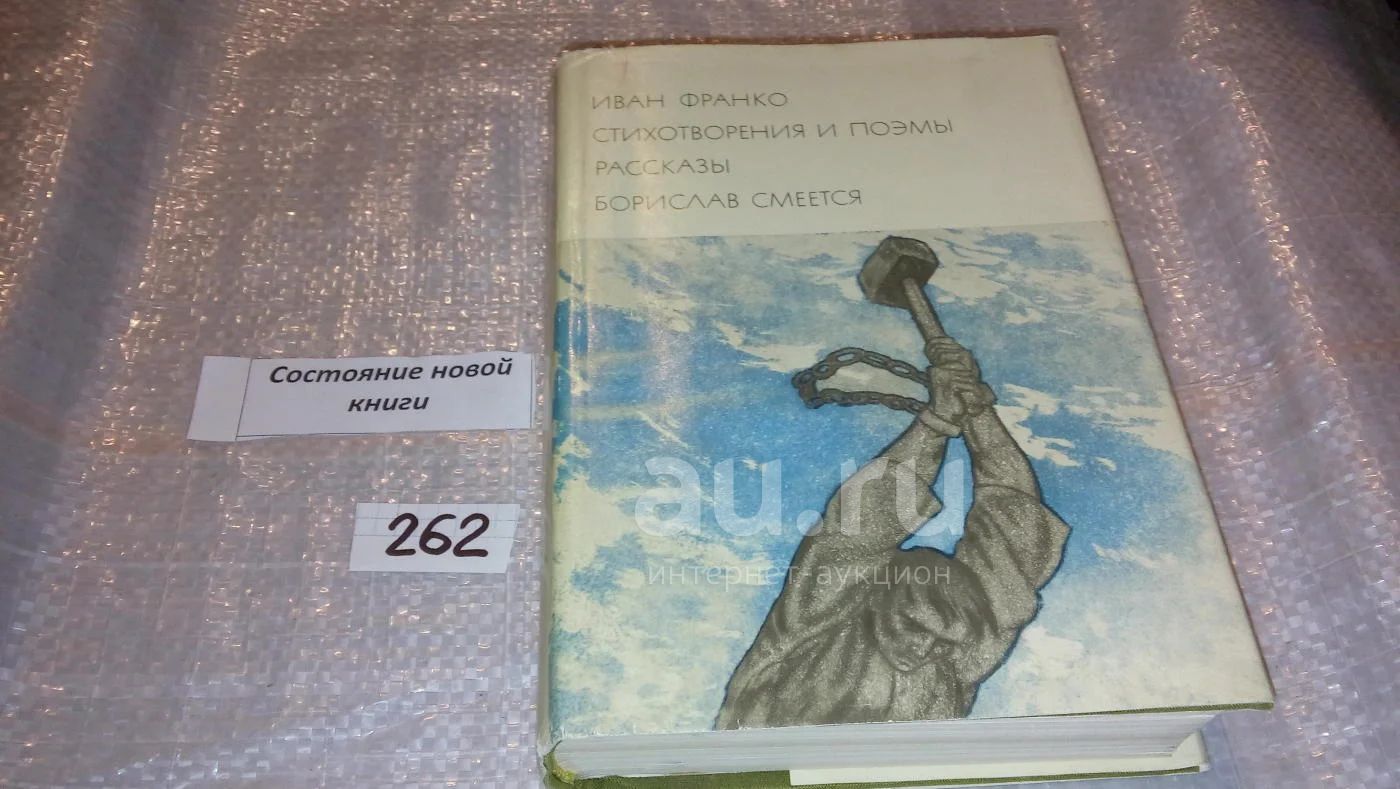 ИВАН ФРАНКО
СТИХОТВОРЕНИЯ И ПОЭМЫ
РАССКАЗЫ
БОРИСЛАВ СМЕЕТСЯ
Состояние новой
книги
262
au.ru
интернет-аукцион